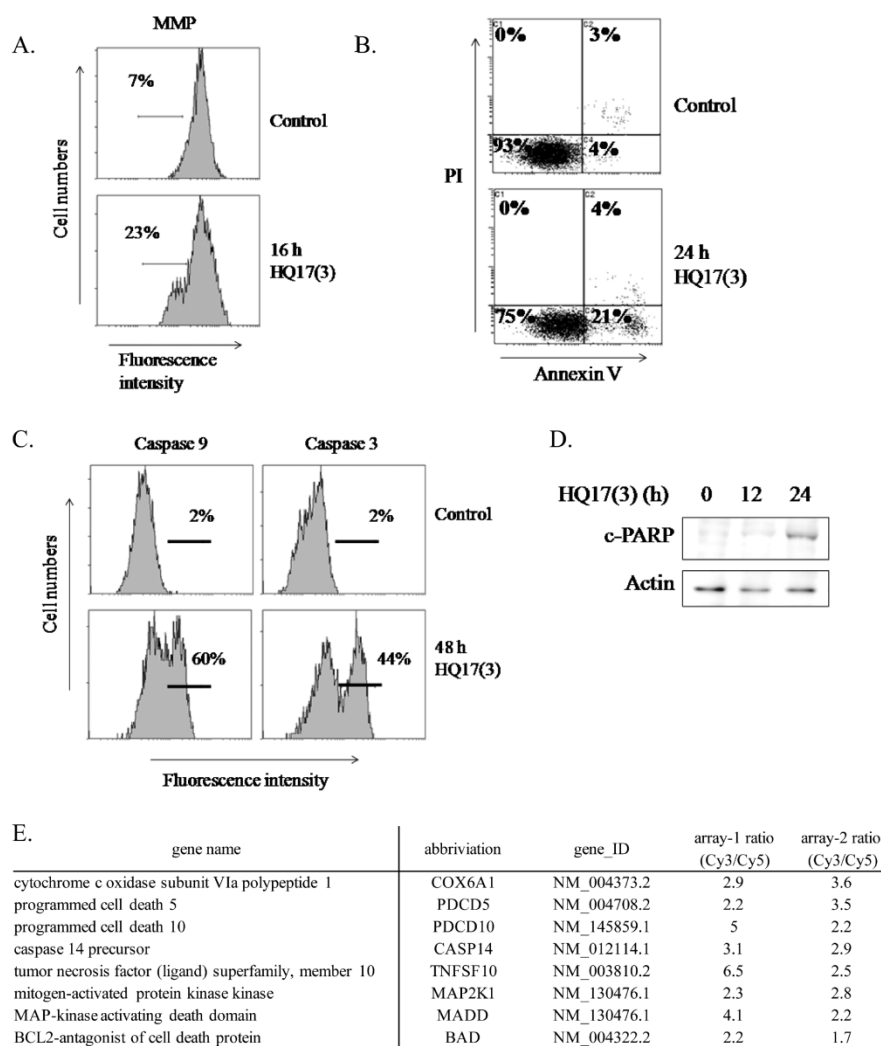 A.
MMP
7%
Control
23%
16 h
HQ17(3)
Cell numbers
Fluorescence
intensity
B.
0%
3%
93%
4%
Control
PI
0%
4%
75%
21%
24 h
HQ17(3)
Annexin V
C.
Caspase 9
Caspase 3
2%
2%
Control
60%
44%
48 h
HQ17(3)
Cell numbers
Fluorescence intensity
D.
HQ17(3) (h) 0 12 24
c-PARP
Actin
E.
gene name abbriviation gene_ID array-1 ratio (Cy3/Cy5) array-2 ratio (Cy3/Cy5)
cytochrome c oxidase subunit VIa polypeptide 1 COX6A1 NM_004373.2 2.9 3.6
programmed cell death 5 PDCD5 NM_004708.2 2.2 3.5
programmed cell death 10 PDCD10 NM_145859.1 5 2.2
caspase 14 precursor CASP14 NM_012114.1 3.1 2.9
tumor necrosis factor (ligand) superfamily, member 10 TNFSF10 NM_003810.2 6.5 2.5
mitogen-activated protein kinase kinase MAP2K1 NM_130476.1 2.3 2.8
MAP-kinase activating death domain MADD NM_130476.1 4.1 2.2
BCL2-antagonist of cell death protein BAD NM_004322.2 2.2 1.7